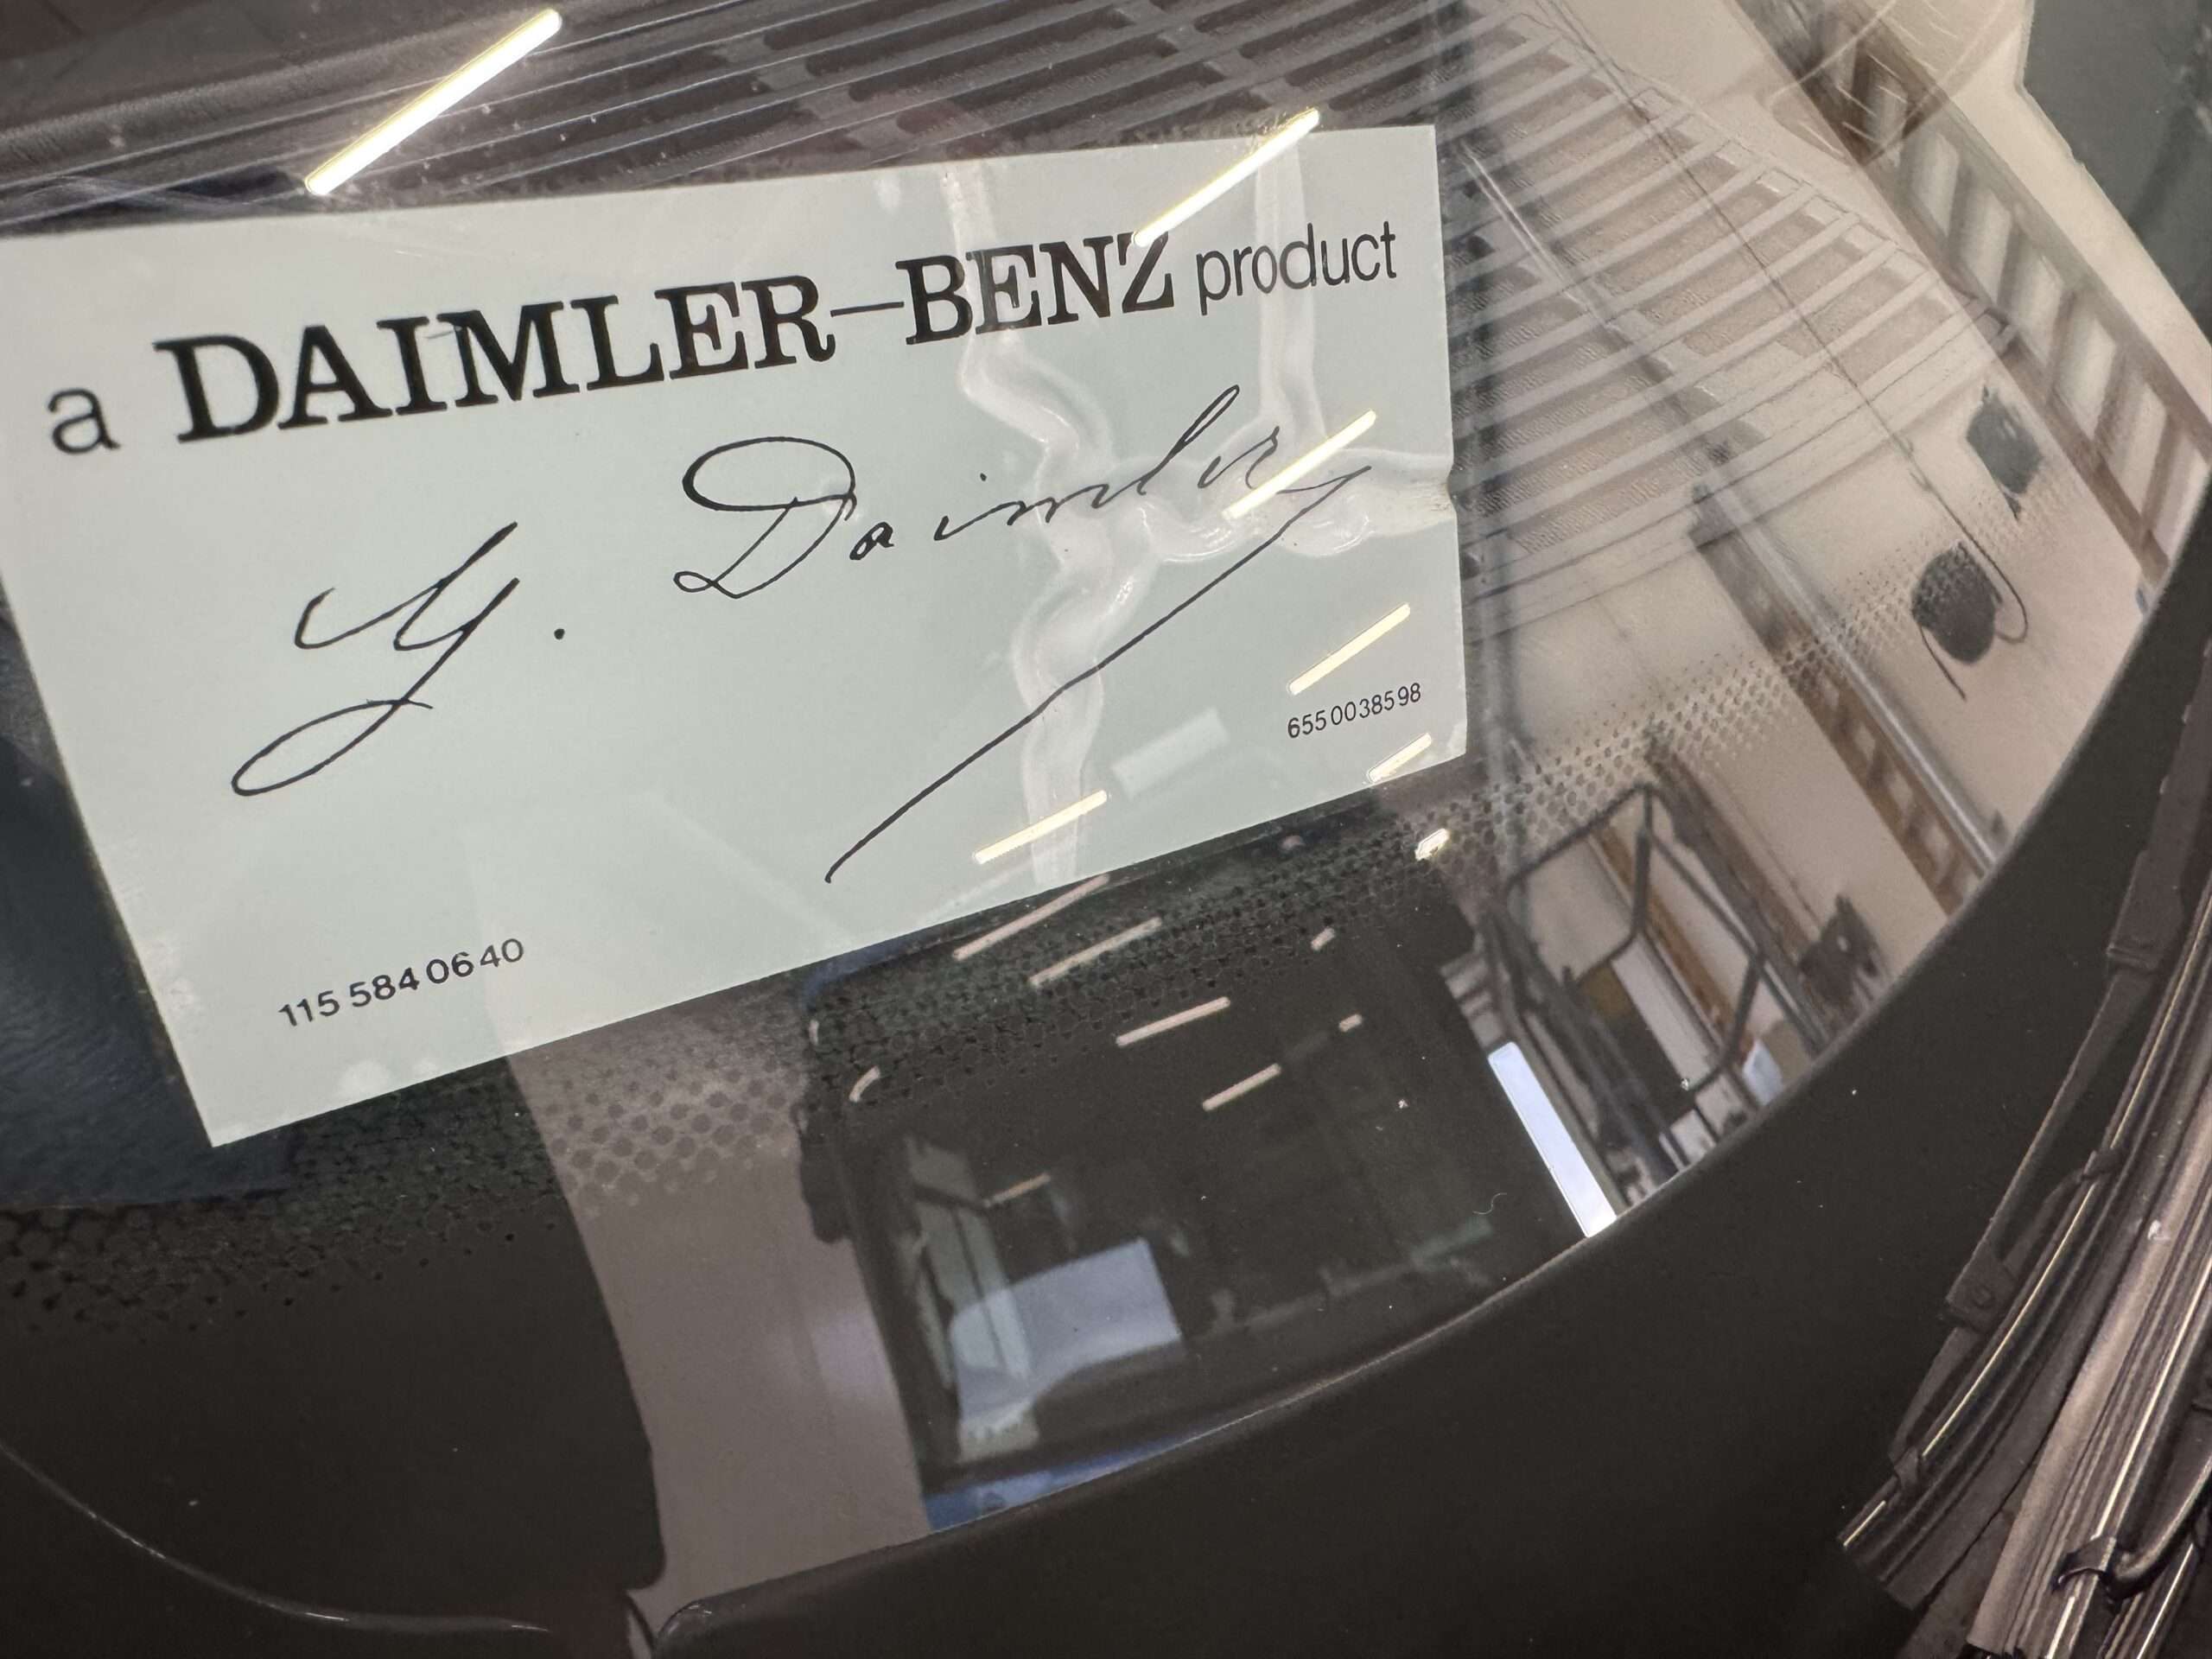 a DAIMLER–BENZ product
G. Daimler
6550038598
115 584 06 40